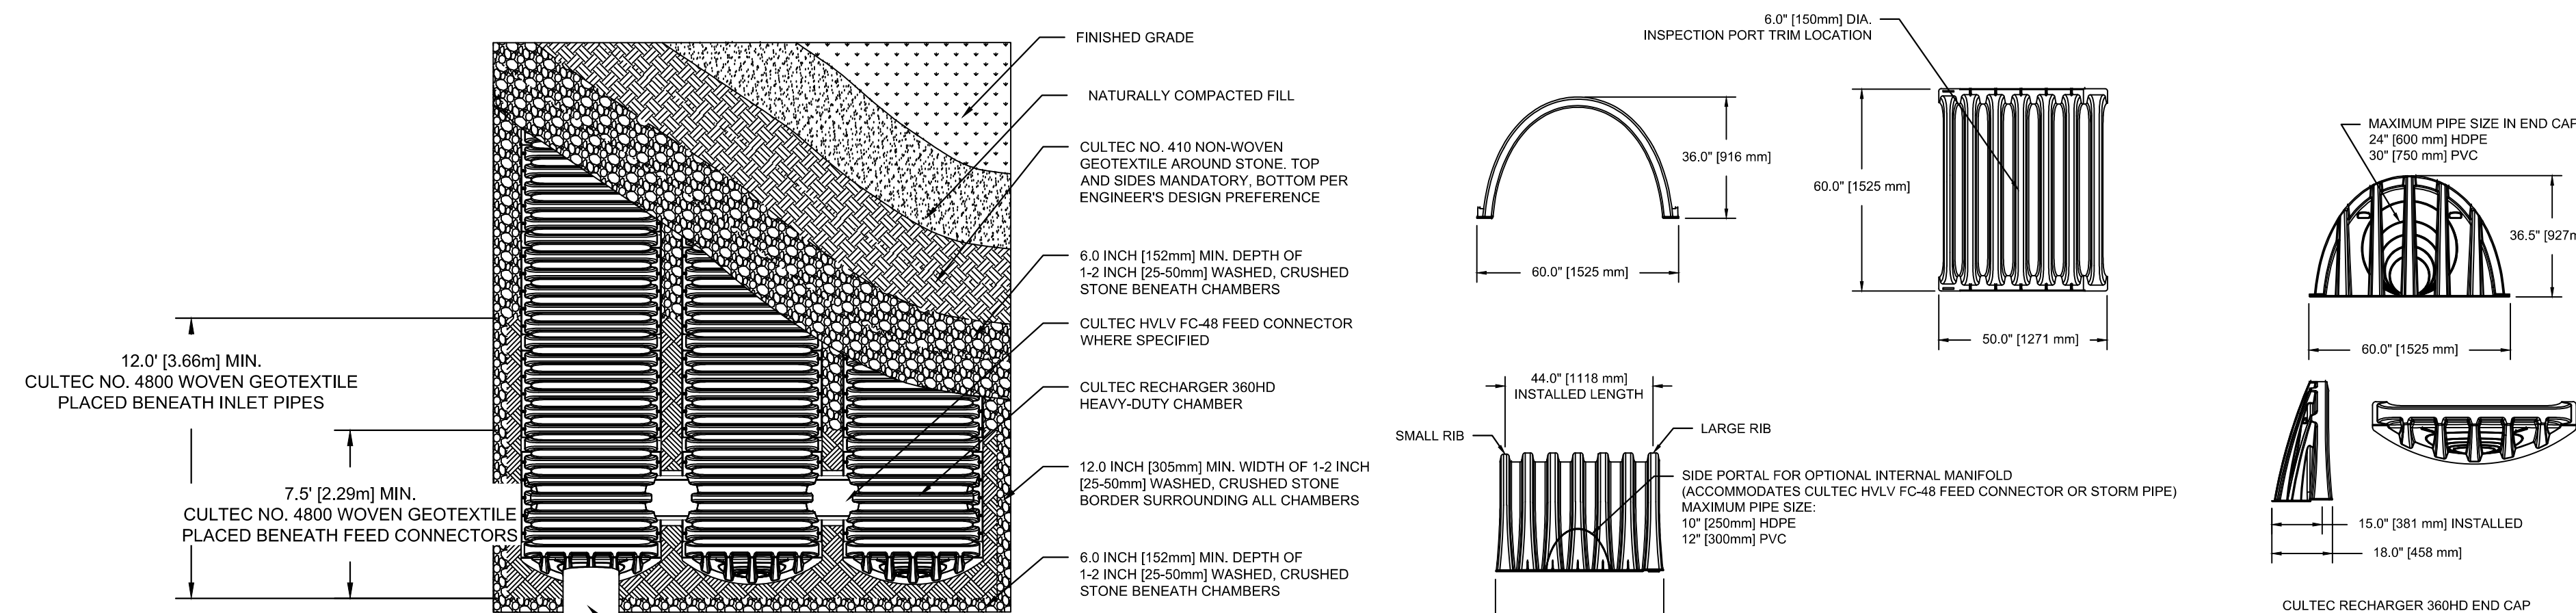 FINISHED GRADE
NATURALLY COMPACTED FILL
CULTEC NO. 410 NON-WOVEN
GEOTEXTILE AROUND STONE. TOP
AND SIDES MANDATORY, BOTTOM PER
ENGINEER'S DESIGN PREFERENCE
6.0 INCH [152mm] MIN. DEPTH OF
1-2 INCH [25-50mm] WASHED, CRUSHED
STONE BENEATH CHAMBERS
CULTEC HVLV FC-48 FEED CONNECTOR
WHERE SPECIFIED
CULTEC RECHARGER 360HD
HEAVY-DUTY CHAMBER
12.0 INCH [305mm] MIN. WIDTH OF 1-2 INCH
[25-50mm] WASHED, CRUSHED STONE
BORDER SURROUNDING ALL CHAMBERS
6.0 INCH [152mm] MIN. DEPTH OF
1-2 INCH [25-50mm] WASHED, CRUSHED
STONE BENEATH CHAMBERS
12.0' [3.66m] MIN.
CULTEC NO. 4800 WOVEN GEOTEXTILE
PLACED BENEATH INLET PIPES
7.5' [2.29m] MIN.
CULTEC NO. 4800 WOVEN GEOTEXTILE
PLACED BENEATH FEED CONNECTORS
36.0" [916 mm]
60.0" [1525 mm]
6.0" [150mm] DIA.
INSPECTION PORT TRIM LOCATION
60.0" [1525 mm]
50.0" [1271 mm]
MAXIMUM PIPE SIZE IN END CAP
24" [600 mm] HDPE
30" [750 mm] PVC
36.5" [927m
60.0" [1525 mm]
44.0" [1118 mm]
INSTALLED LENGTH
SMALL RIB
LARGE RIB
SIDE PORTAL FOR OPTIONAL INTERNAL MANIFOLD
(ACCOMMODATES CULTEC HVLV FC-48 FEED CONNECTOR OR STORM PIPE)
MAXIMUM PIPE SIZE:
10" [250mm] HDPE
12" [300mm] PVC
15.0" [381 mm] INSTALLED
18.0" [458 mm]
CULTEC RECHARGER 360HD END CAP